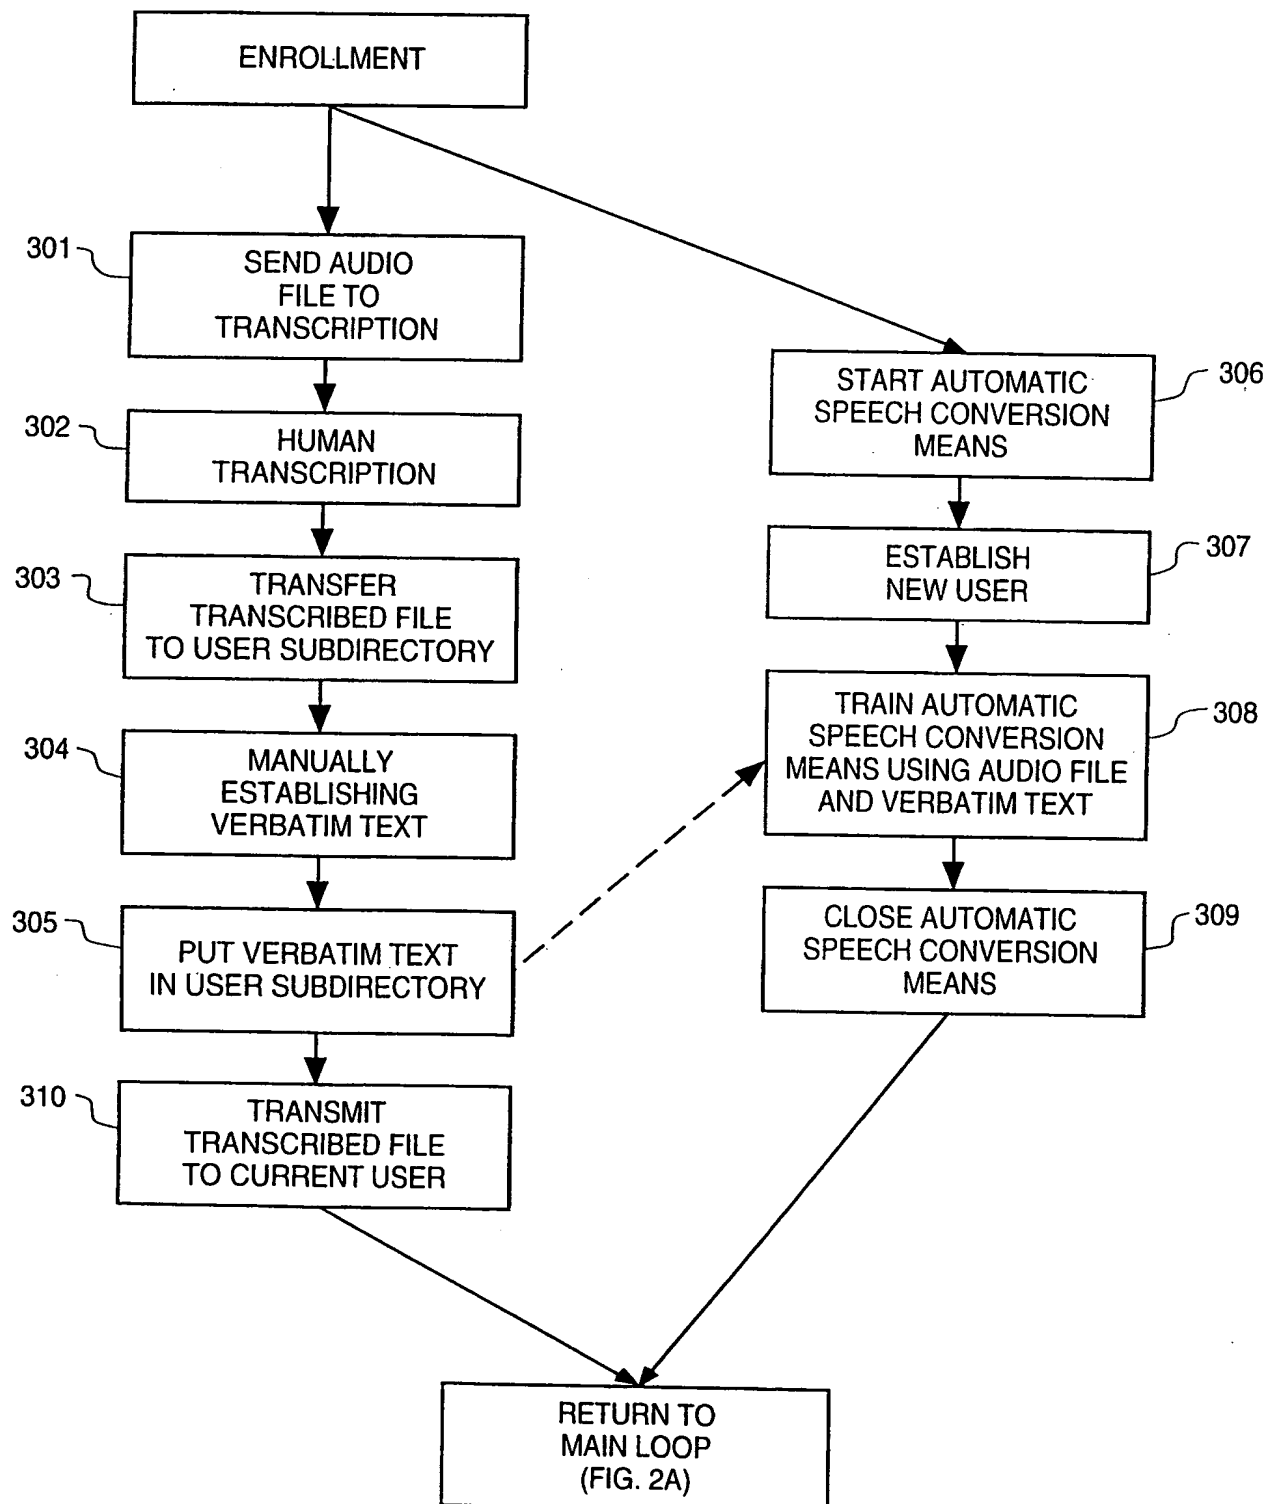 ENROLLMENT
301
SEND AUDIO
FILE TO
TRANSCRIPTION
302
HUMAN
TRANSCRIPTION
303
TRANSFER
TRANSCRIBED FILE
TO USER SUBDIRECTORY
304
MANUALLY
ESTABLISHING
VERBATIM TEXT
305
PUT VERBATIM TEXT
IN USER SUBDIRECTORY
310
TRANSMIT
TRANSCRIBED FILE
TO CURRENT USER
START AUTOMATIC
SPEECH CONVERSION
MEANS
306
ESTABLISH
NEW USER
307
TRAIN AUTOMATIC
SPEECH CONVERSION
MEANS USING AUDIO FILE
AND VERBATIM TEXT
308
CLOSE AUTOMATIC
SPEECH CONVERSION
MEANS
309
RETURN TO
MAIN LOOP
(FIG. 2A)